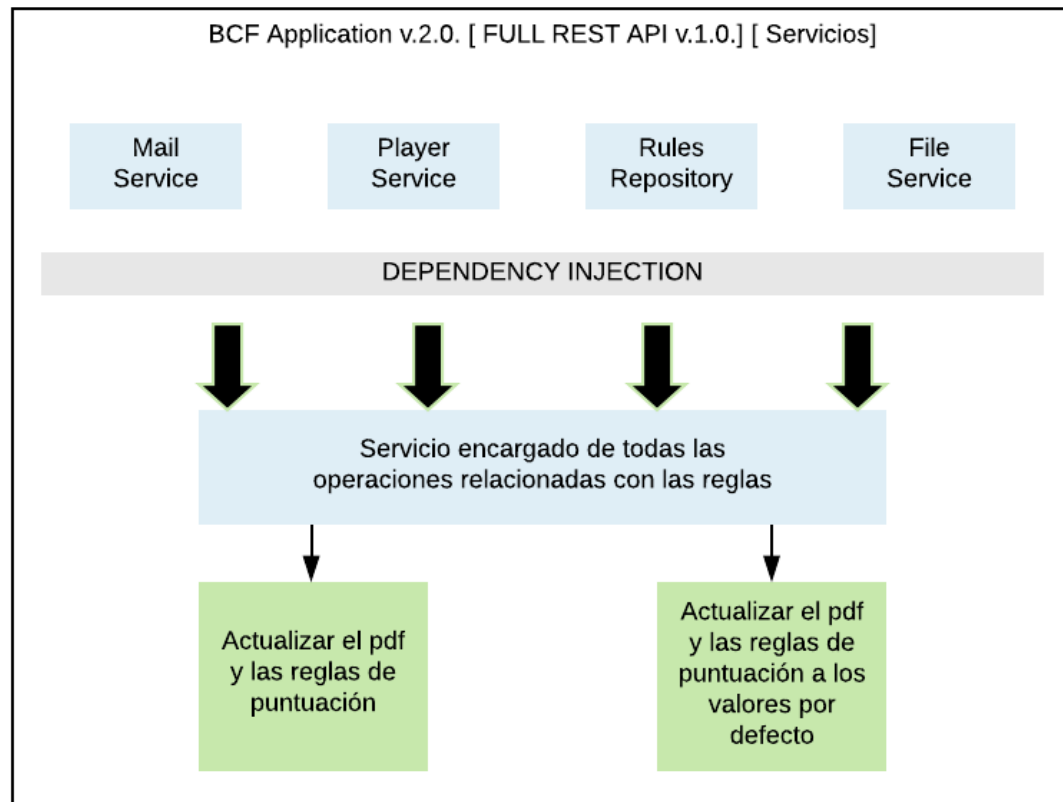 BCF Application v.2.0. [ FULL REST API v.1.0.] [ Servicios]
Mail
Service
Player
Service
Rules
Repository
File
Service
DEPENDENCY INJECTION
Servicio encargado de todas las
operaciones relacionadas con las reglas
Actualizar el pdf
y las reglas de
puntuación
Actualizar el pdf
y las reglas de
puntuación a los
valores por
defecto